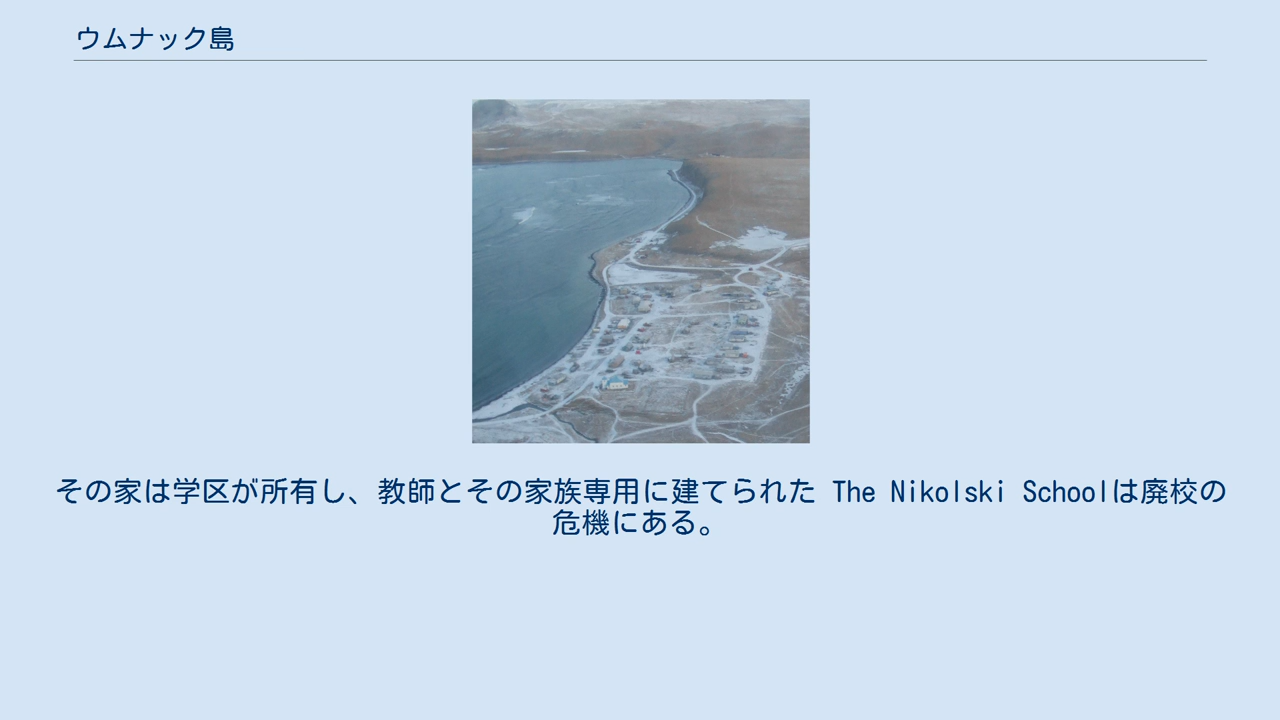 ウムナック島
その家は学区が所有し、教師とその家族専用に建てられた The Nikolski Schoolは廃校の
危機にある。